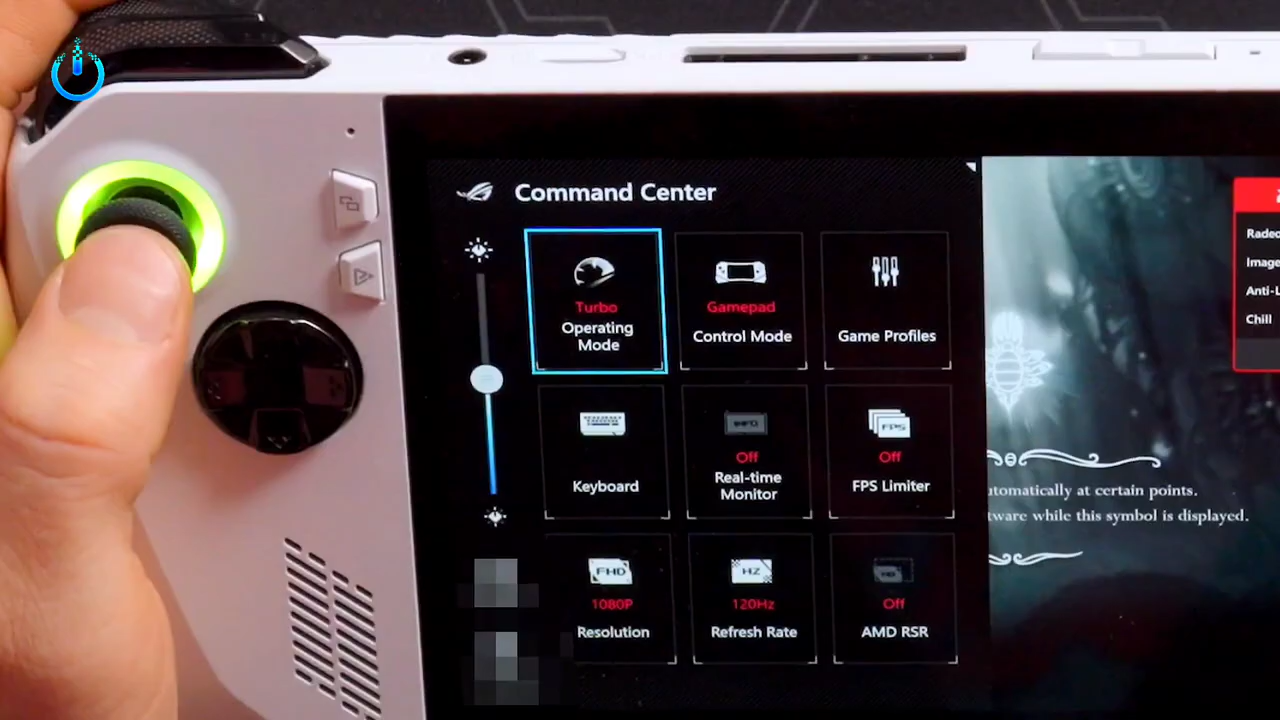 Command Center
Turbo
Operating
Mode
Gamepad
Control Mode
Game Profiles
Keyboard
INFO
Off
Real-time
Monitor
FPS
Off
FPS Limiter
FHD
1080P
Resolution
HZ
120Hz
Refresh Rate
Off
AMD RSR
Radeo
Image
Anti-L
Chill
utomatically at certain points.
tware while this symbol is displayed.